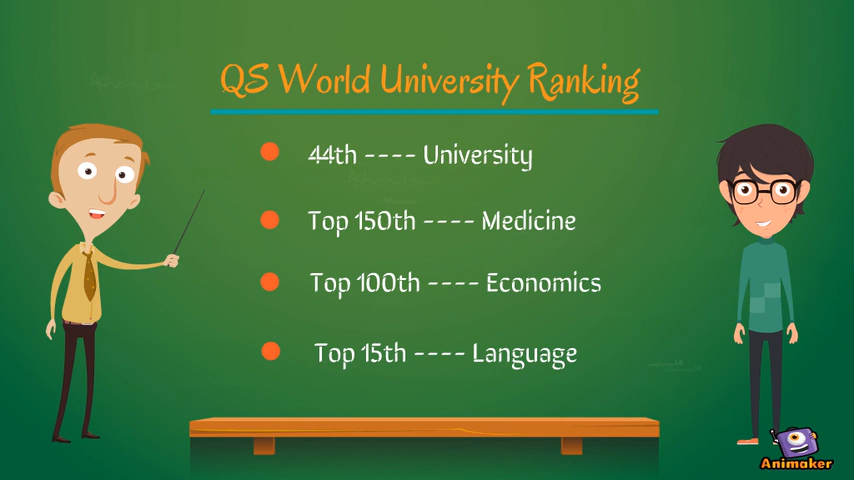 QS World University Ranking
44th ---- University
Top 150th ---- Medicine
Top 100th ---- Economics
Top 15th ---- Language
Animaker